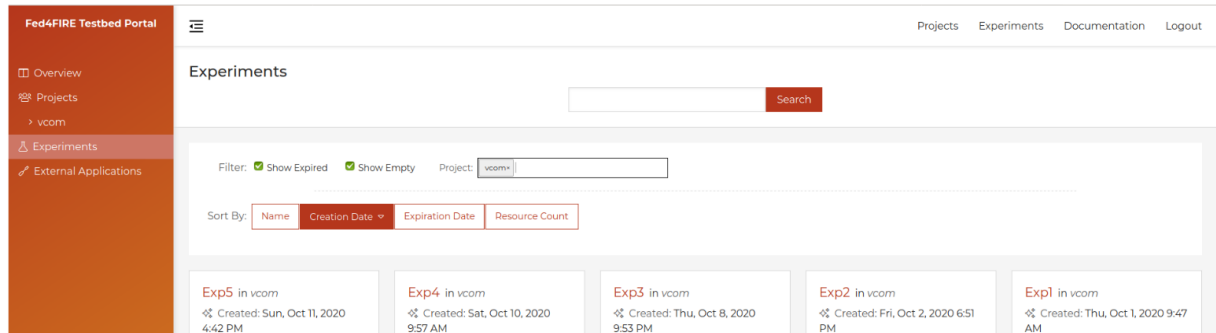 Fed4FIRE Testbed Portal
Projects Experiments Documentation Logout
Overview
Projects
> vcom
Experiments
External Applications
Experiments
Search
Filter: Show Expired Show Empty Project: vcom×
Sort By: Name Creation Date Expiration Date Resource Count
Exp5 in vcom
Created: Sun, Oct 11, 2020
4:42 PM
Exp4 in vcom
Created: Sat, Oct 10, 2020
9:57 AM
Exp3 in vcom
Created: Thu, Oct 8, 2020
9:53 PM
Exp2 in vcom
Created: Fri, Oct 2, 2020 6:51
PM
Exp1 in vcom
Created: Thu, Oct 1, 2020 9:47
AM